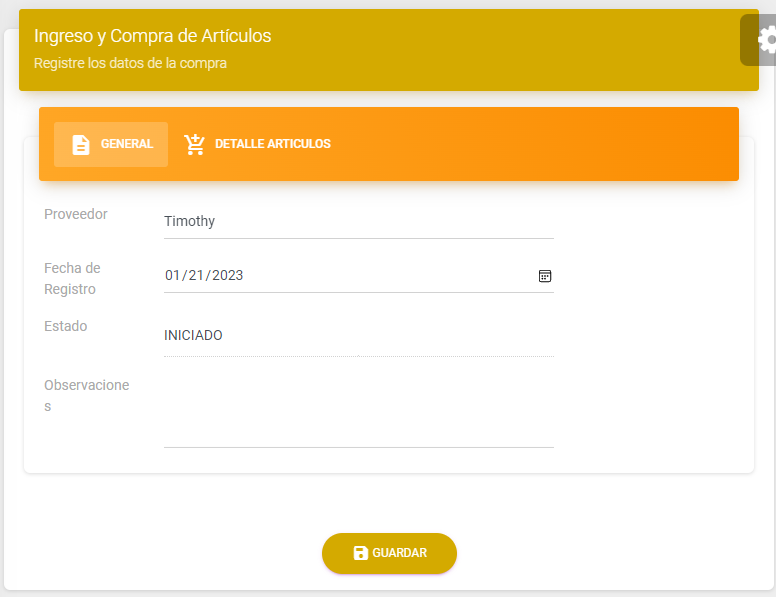 Ingreso y Compra de Artículos
Registre los datos de la compra
GENERAL
DETALLE ARTICULOS
Proveedor
Timothy
Fecha de
Registro
01/21/2023
Estado
INICIADO
Observacione
s
GUARDAR